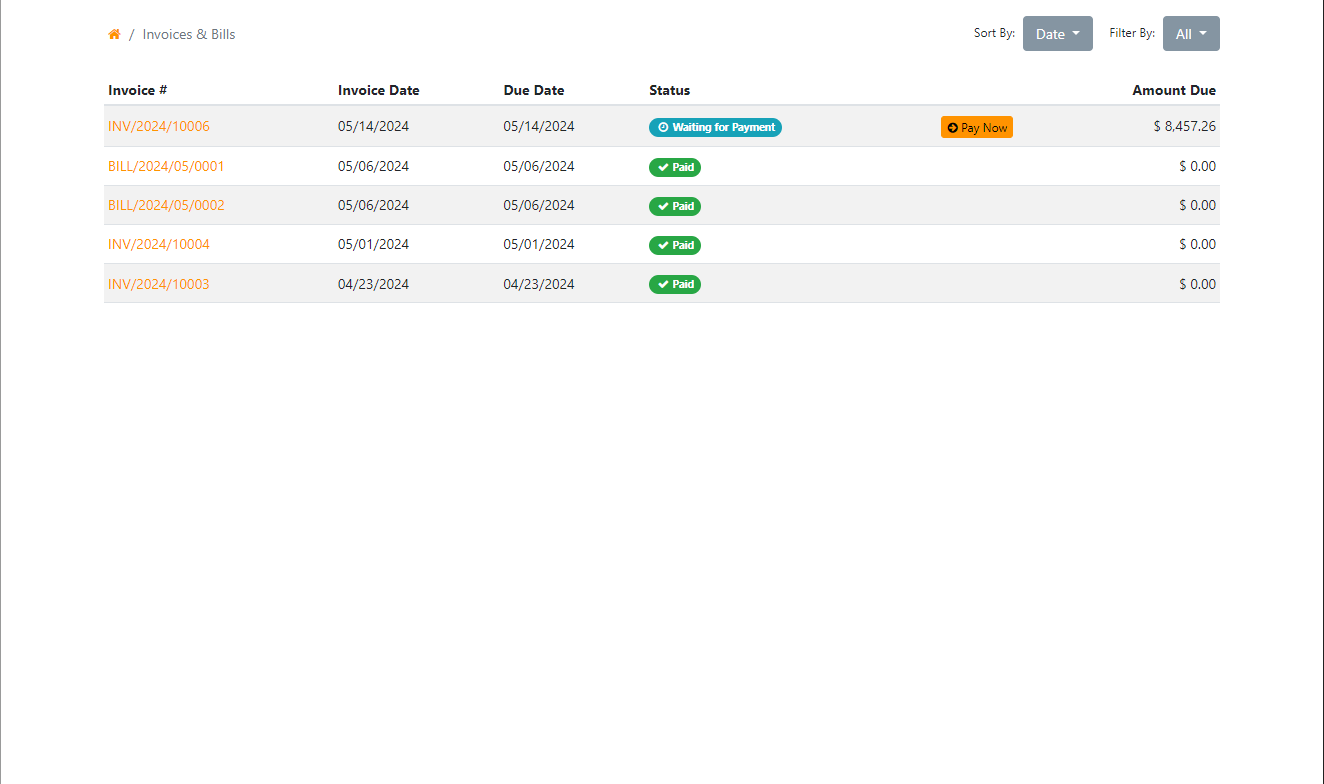 / Invoices & Bills Sort By: Date Filter By: All
Invoice # Invoice Date Due Date Status Amount Due
INV/2024/10006 05/14/2024 05/14/2024 Waiting for Payment Pay Now $ 8,457.26
BILL/2024/05/0001 05/06/2024 05/06/2024 Paid $ 0.00
BILL/2024/05/0002 05/06/2024 05/06/2024 Paid $ 0.00
INV/2024/10004 05/01/2024 05/01/2024 Paid $ 0.00
INV/2024/10003 04/23/2024 04/23/2024 Paid $ 0.00